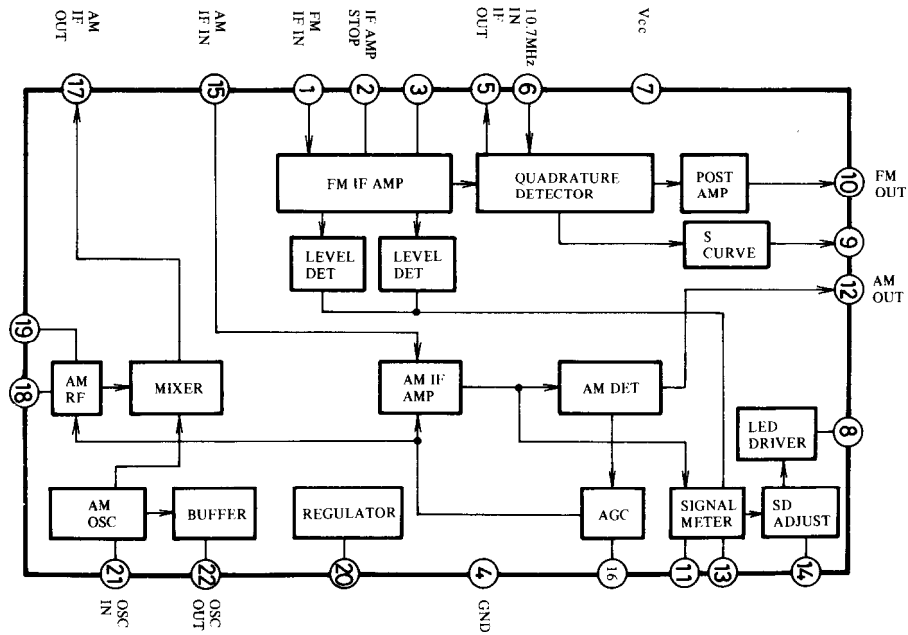 AM
IF
OUT
AM
IF IN
FM
IF IN
IF AMP
STOP
IF
OUT
10.7MHz
IN
Vcc
17
15
1
2
3
5
6
7
FM IF AMP
QUADRATURE
DETECTOR
POST
AMP
10
FM
OUT
LEVEL
DET
LEVEL
DET
S
CURVE
9
12
AM
OUT
19
18
AM
RF
MIXER
AM IF
AMP
AM DET
LED
DRIVER
8
AM
OSC
BUFFER
REGULATOR
AGC
SIGNAL
METER
SD
ADJUST
21
22
20
4
16
11
13
14
OSC
IN
OSC
OUT
GND